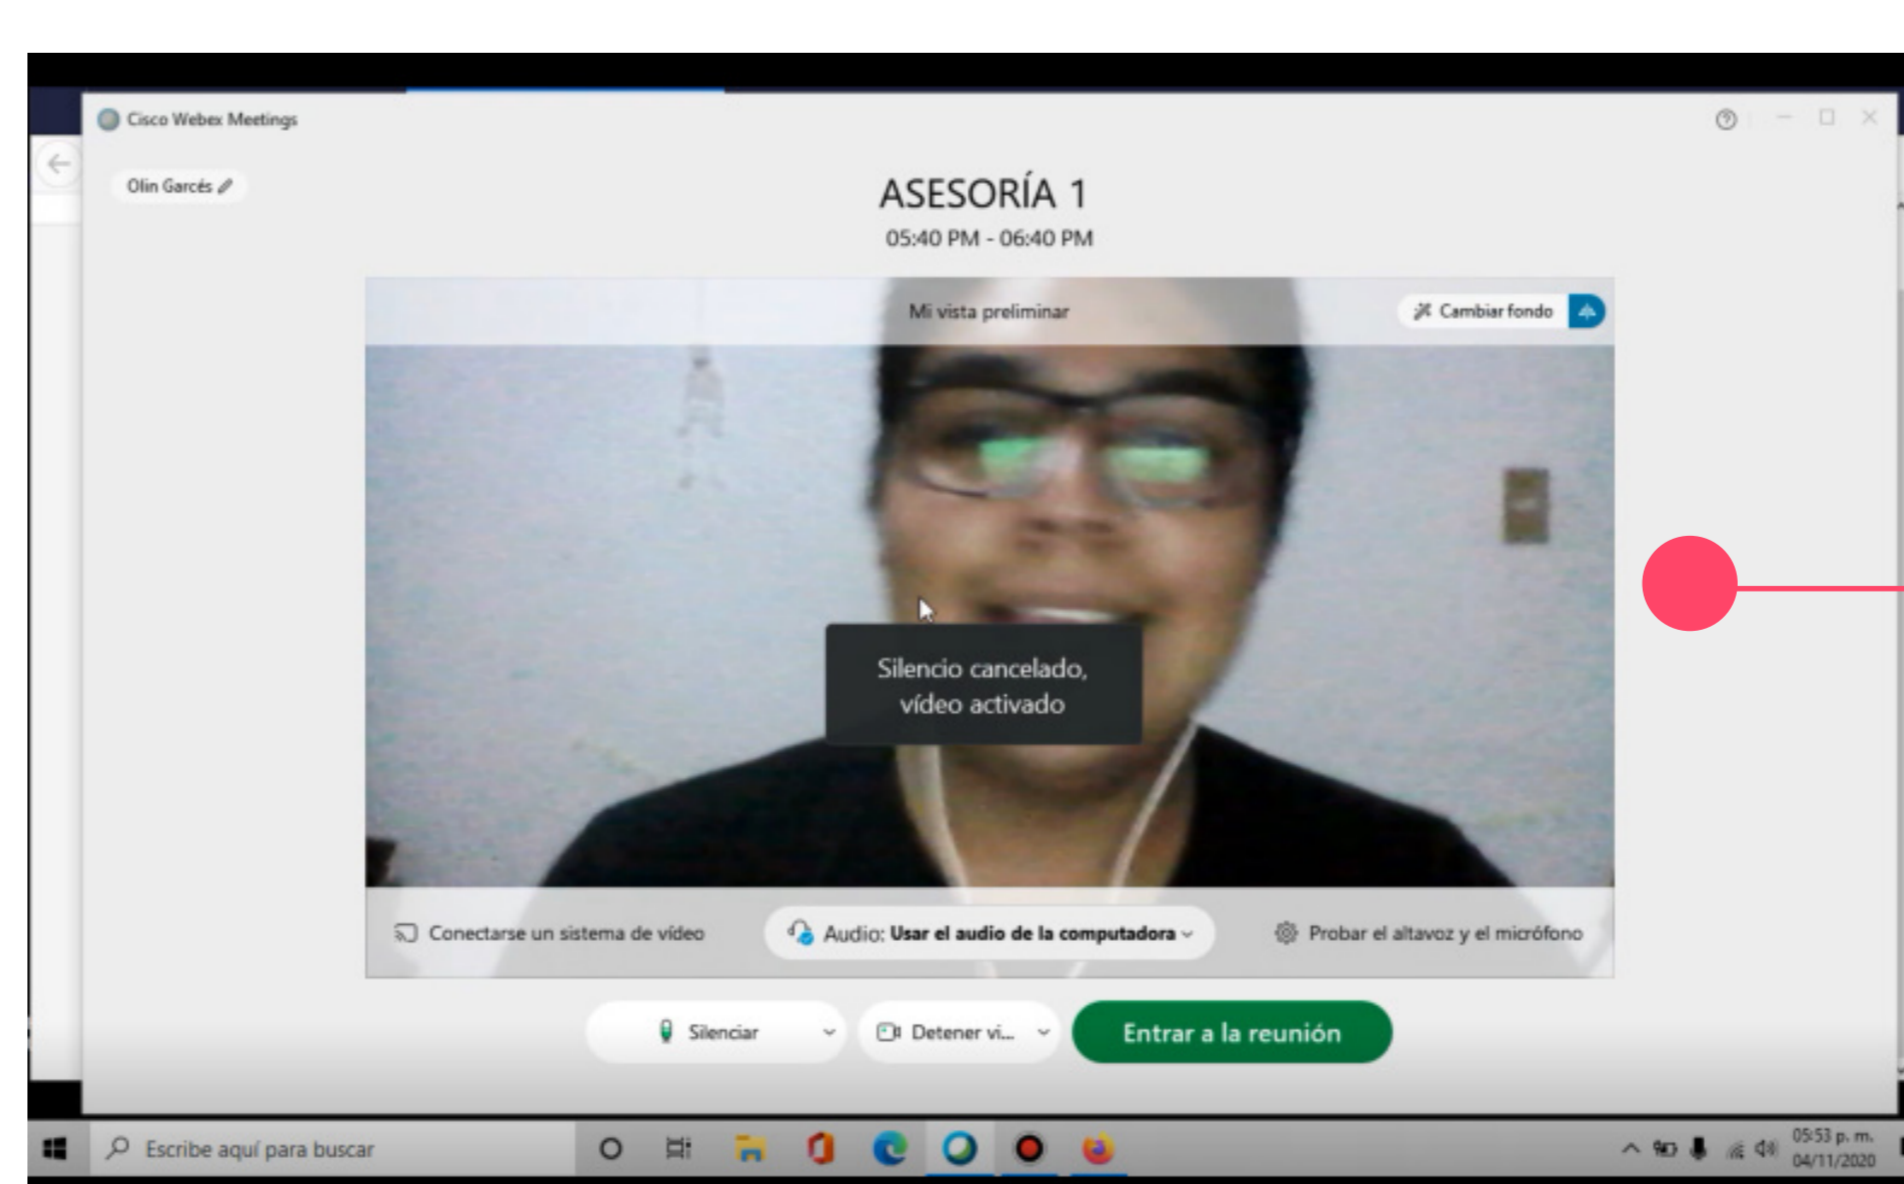 Cisco Webex Meetings
Olin Garcés
ASESORÍA 1
05:40 PM - 06:40 PM
Mi vista preliminar
Cambiar fondo
Silencio cancelado,
vídeo activado
Conectarse un sistema de vídeo
Audio: Usar el audio de la computadora
Probar el altavoz y el micrófono
Silenciar
Detener vi...
Entrar a la reunión
Escribe aquí para buscar
05:53 p. m.
04/11/2020